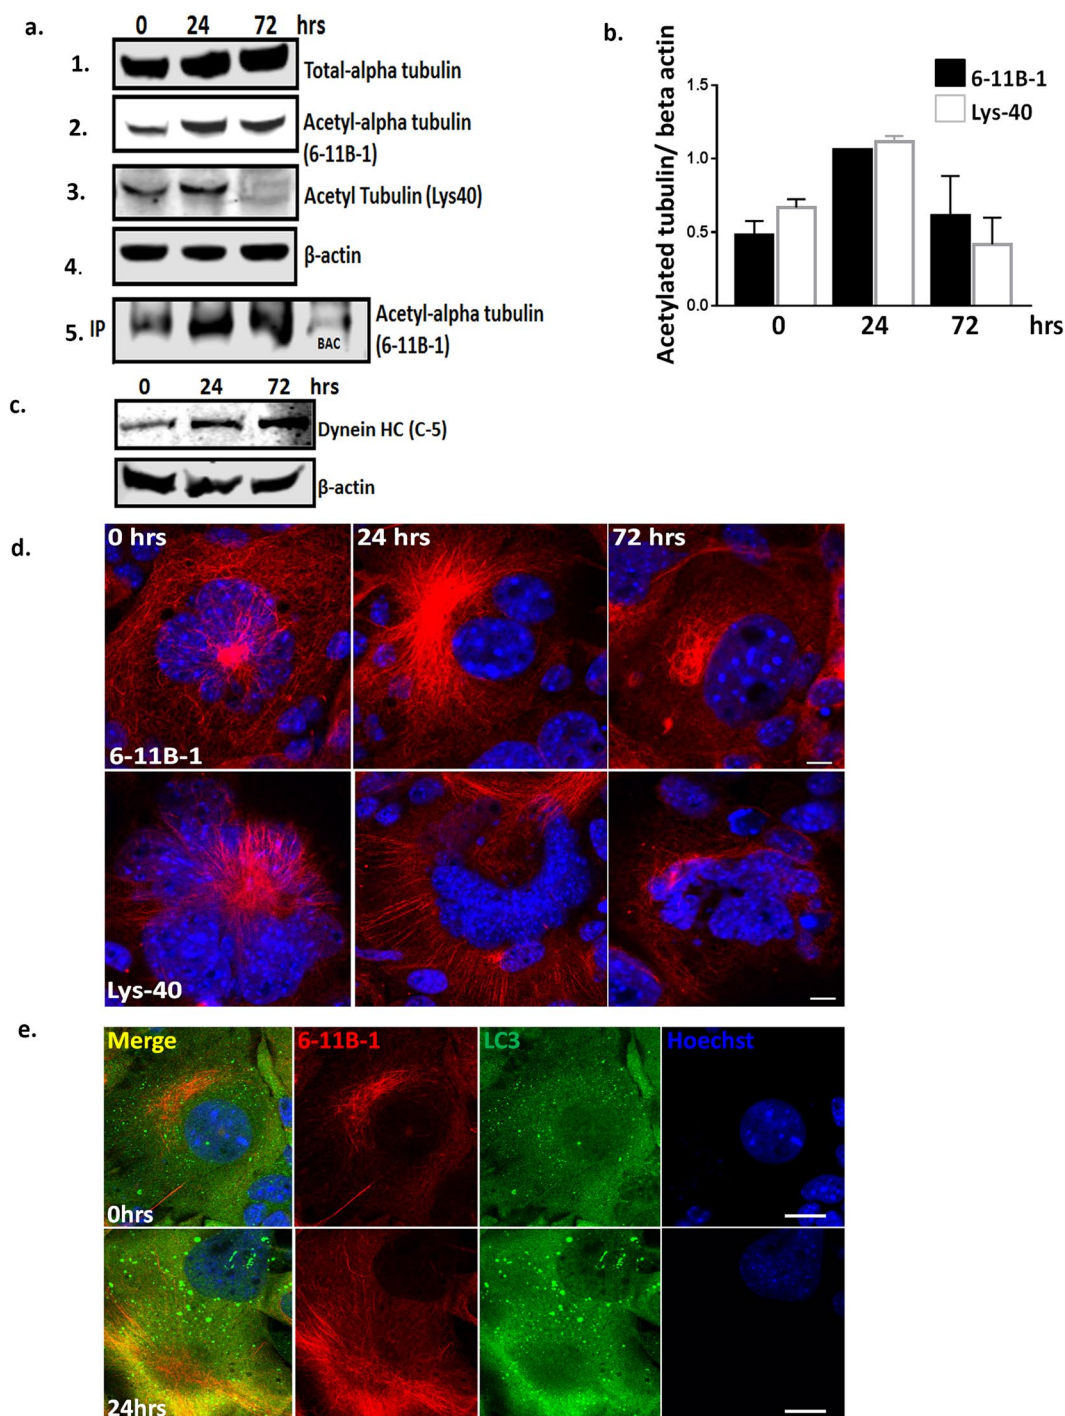 a.
0 24 72 hrs
1. Total-alpha tubulin
2. Acetyl-alpha tubulin
(6-11B-1)
3. Acetyl Tubulin (Lys40)
4. β-actin
5. IP BAC Acetyl-alpha tubulin
(6-11B-1)
b.
Acetylated tubulin/ beta actin
1.5
1.0
0.5
0.0
6-11B-1
Lys-40
0 24 72 hrs
c.
0 24 72 hrs
Dynein HC (C-5)
β-actin
d.
0 hrs 24 hrs 72 hrs
6-11B-1
Lys-40
e.
Merge 6-11B-1 LC3 Hoechst
0hrs
24hrs